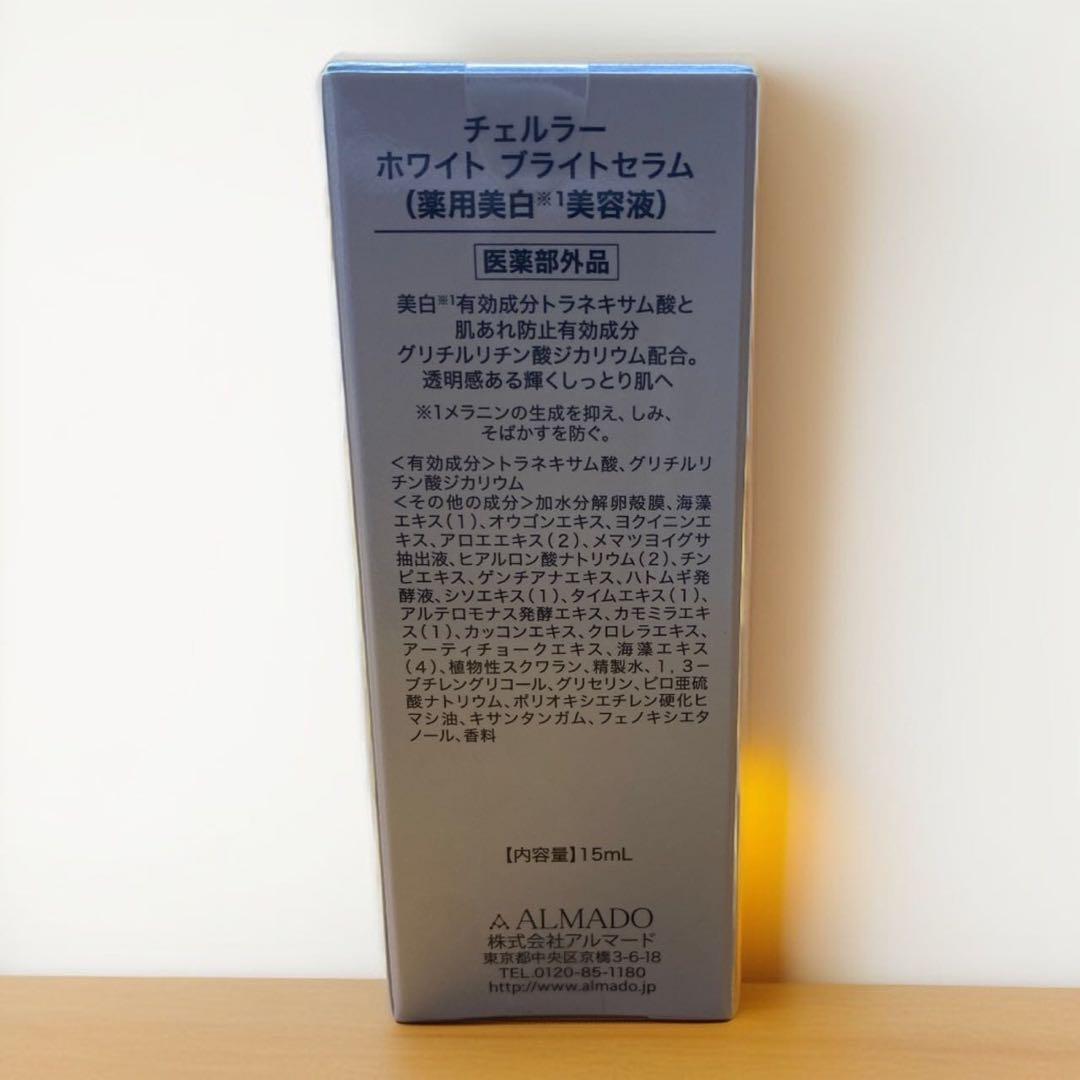 チェルラー
ホワイト ブライトセラム
（薬用美白※1美容液）
医薬部外品
美白※1有効成分トラネキサム酸と
肌あれ防止有効成分
グリチルリチン酸ジカリウム配合。
透明感ある輝くしっとり肌へ
※1メラニンの生成を抑え、しみ、
そばかすを防ぐ。
＜有効成分＞トラネキサム酸、グリチルリ
チン酸ジカリウム
＜その他の成分＞加水分解卵殻膜、海藻
エキス（1）、オウゴンエキス、ヨクイニンエ
キス、アロエエキス（2）、メマツヨイグサ
抽出液、ヒアルロン酸ナトリウム（2）、チン
ピエキス、ゲンチアナエキス、ハトムギ発
酵液、シソエキス（1）、タイムエキス（1）、
アルテロモナス発酵エキス、カモミラエキ
ス（1）、カッコンエキス、クロレラエキス、
アーティチョークエキス、海藻エキス
（4）、植物性スクワラン、精製水、1，3－
ブチレングリコール、グリセリン、ピロ亜硫
酸ナトリウム、ポリオキシエチレン硬化ヒ
マシ油、キサンタンガム、フェノキシエタ
ノール、香料
【内容量】15mL
ALMADO
株式会社アルマード
東京都中央区京橋3-6-18
TEL.0120-85-1180
http://www.almado.jp